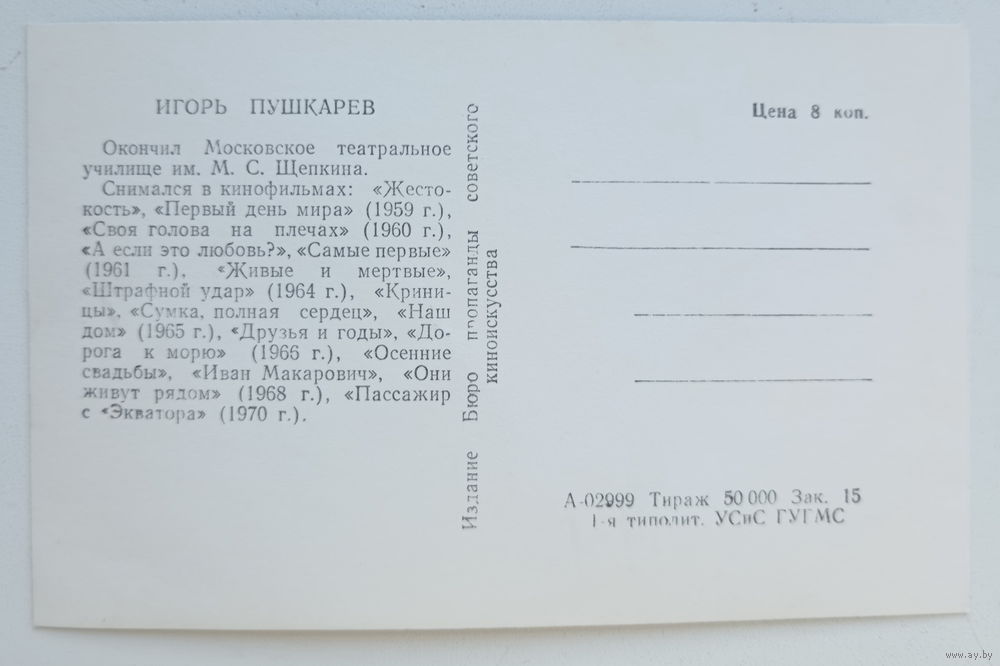 ИГОРЬ ПУШКАРЕВ
Окончил Московское театральное
училище им. М. С. Щепкина.
Снимался в кинофильмах: «Жесто-
кость», «Первый день мира» (1959 г.),
«Своя голова на плечах» (1960 г.),
«А если это любовь?», «Самые первые»
(1961 г.), «Живые и мертвые»,
«Штрафной удар» (1964 г.), «Крини-
цы», «Сумка, полная сердец», «Наш
дом» (1965 г.), «Друзья и годы», «До-
рога к морю» (1966 г.), «Осенние
свадьбы», «Иван Макарович», «Они
живут рядом» (1968 г.), «Пассажир
с «Экватора» (1970 г.).
Издание Бюро пропаганды советского
киноискусства
Цена 8 коп.
А-02999 Тираж 50 000 Зак. 15
1-я типолит. УСиС ГУГМС
www.ay.by